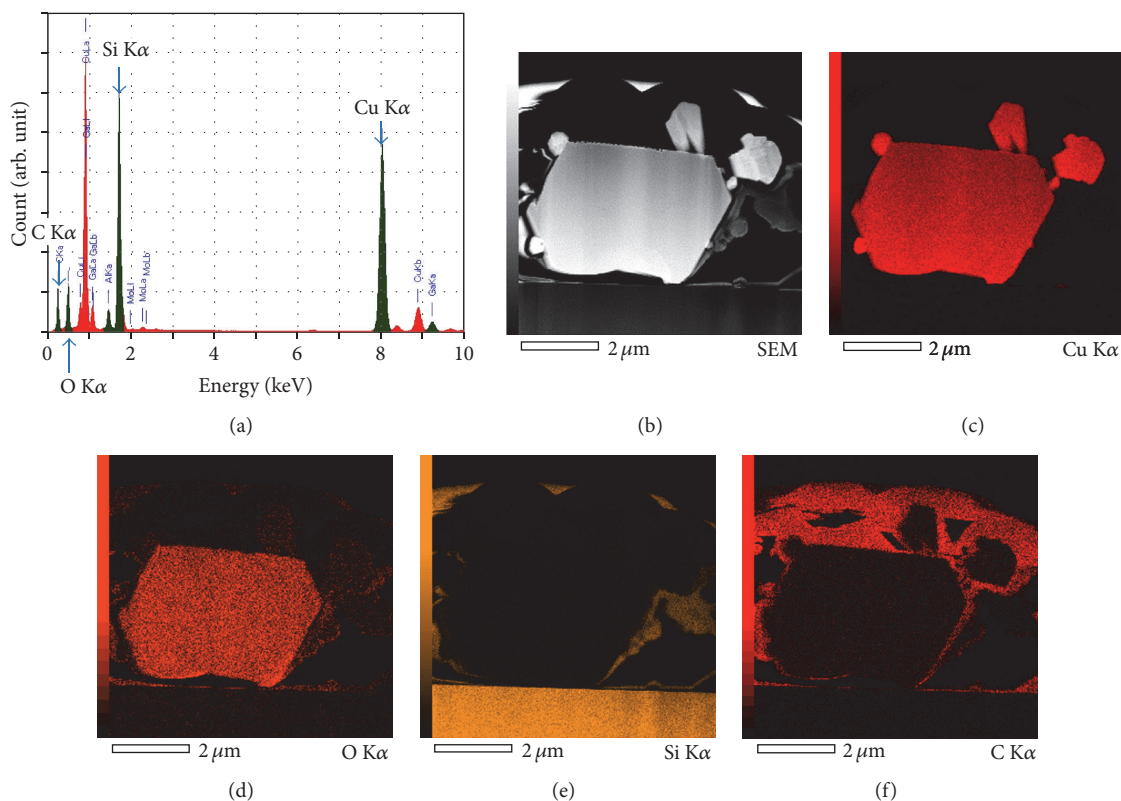 Count (arb. unit)
C Kα
O Kα
Si Kα
Cu Kα
CKa
CuLl
CuLa
GaLl
GaLa
GaLb
AlKa
MoLl
MoLa
MoLb
CuKb
GaKa
0 2 4 6 8 10
Energy (keV)
(a)
2 μm SEM
(b)
2 μm Cu Kα
(c)
2 μm O Kα
(d)
2 μm Si Kα
(e)
2 μm C Kα
(f)